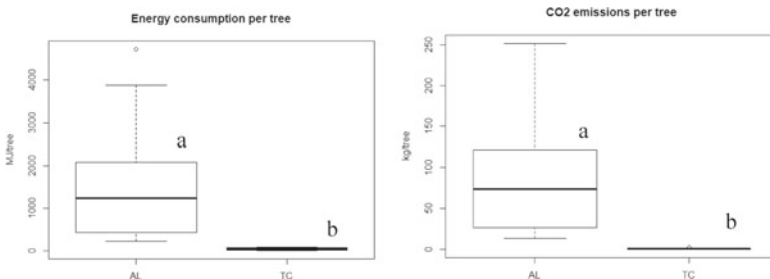 Energy consumption per tree
MJ/tree
4000
3000
2000
1000
0
a
b
AL
TC
CO2 emissions per tree
kg/tree
250
200
150
100
50
0
a
b
AL
TC